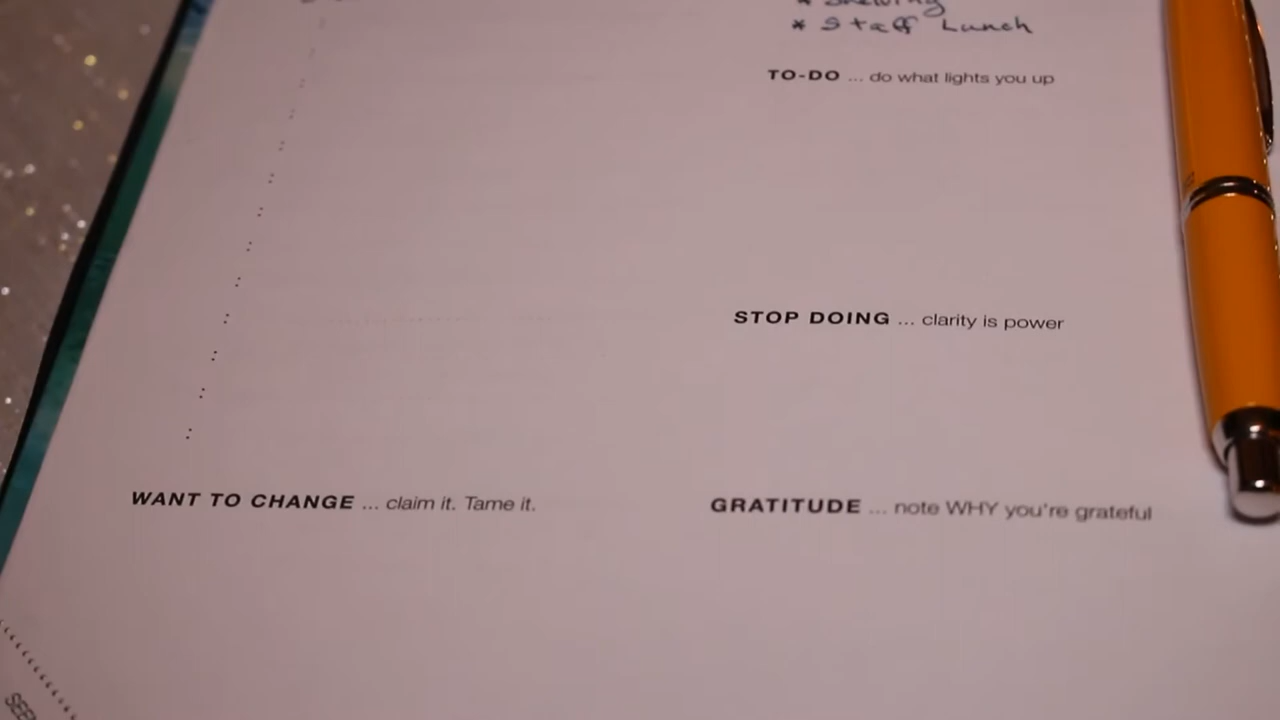 * Staff Lunch
TO-DO ... do what lights you up
STOP DOING ... clarity is power
WANT TO CHANGE ... claim it. Tame it.
GRATITUDE ... note WHY you're grateful